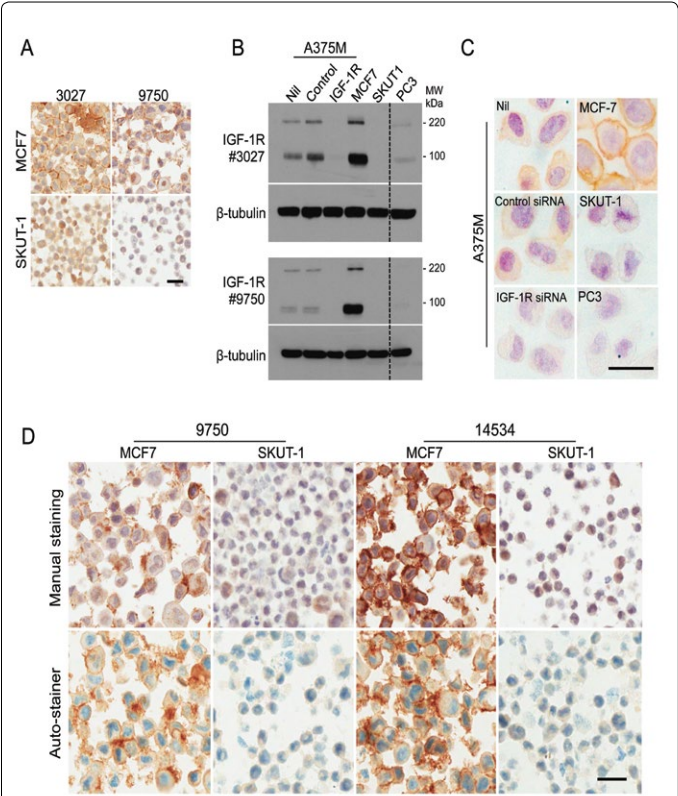 A
3027 9750
MCF7
SKUT-1
B
A375M
Nil
Control
IGF-1R
MCF7
SKUT1
PC3
MW
kDa
IGF-1R
#3027
- 220
- 100
β-tubulin
IGF-1R
#9750
- 220
- 100
β-tubulin
C
A375M
Nil
MCF-7
Control siRNA
SKUT-1
IGF-1R siRNA
PC3
D
9750 14534
MCF7 SKUT-1 MCF7 SKUT-1
Manual staining
Auto-stainer